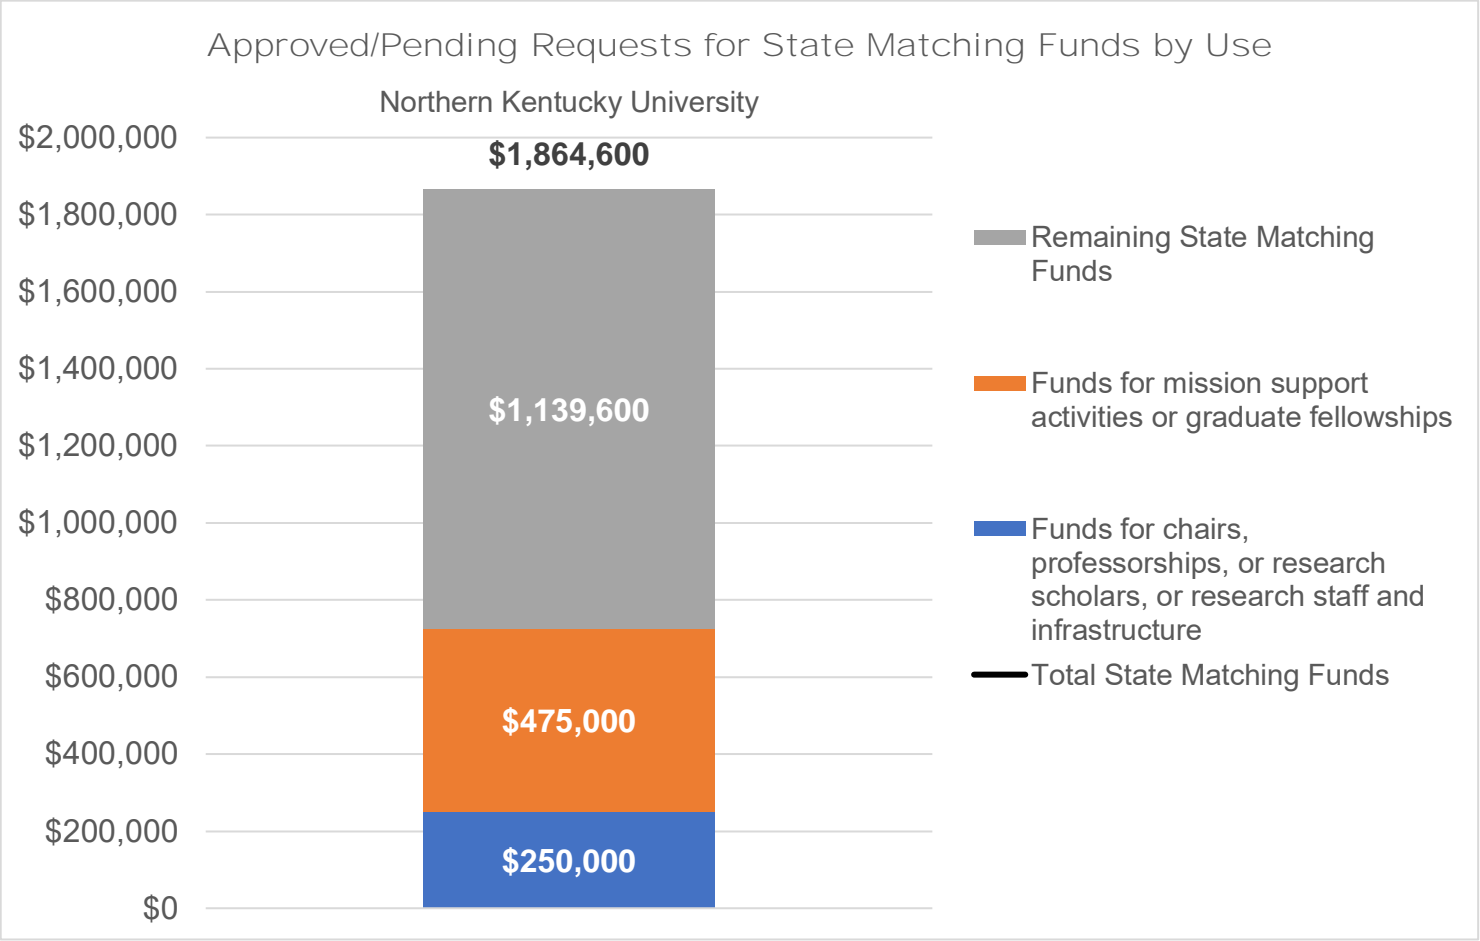 Approved/Pending Requests for State Matching Funds by Use
Northern Kentucky University
$2,000,000
$1,864,600
$1,800,000
$1,600,000
$1,400,000
$1,200,000
$1,000,000
$800,000
$600,000
$400,000
$200,000
$0
$1,139,600
$475,000
$250,000
Remaining State Matching
Funds
Funds for mission support
activities or graduate fellowships
Funds for chairs,
professorships, or research
scholars, or research staff and
infrastructure
Total State Matching Funds